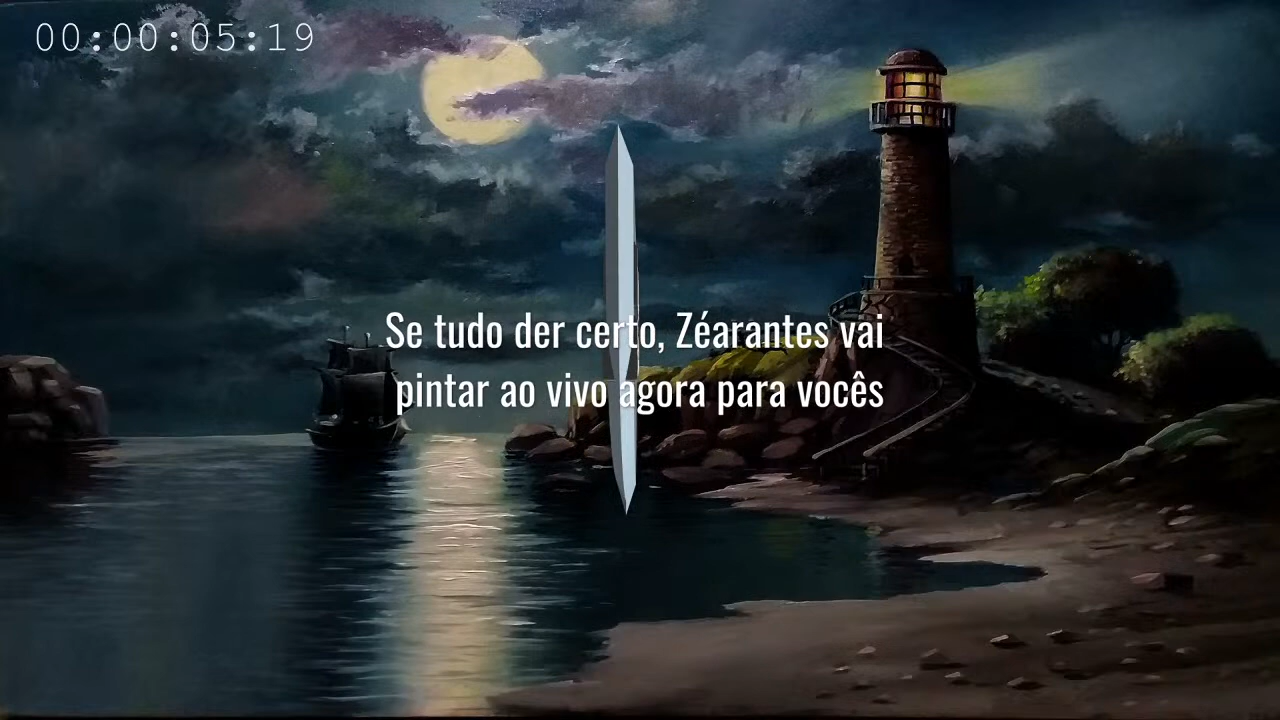 00:00:05:19
Se tudo der certo, Zéarantes vai
pintar ao vivo agora para vocês